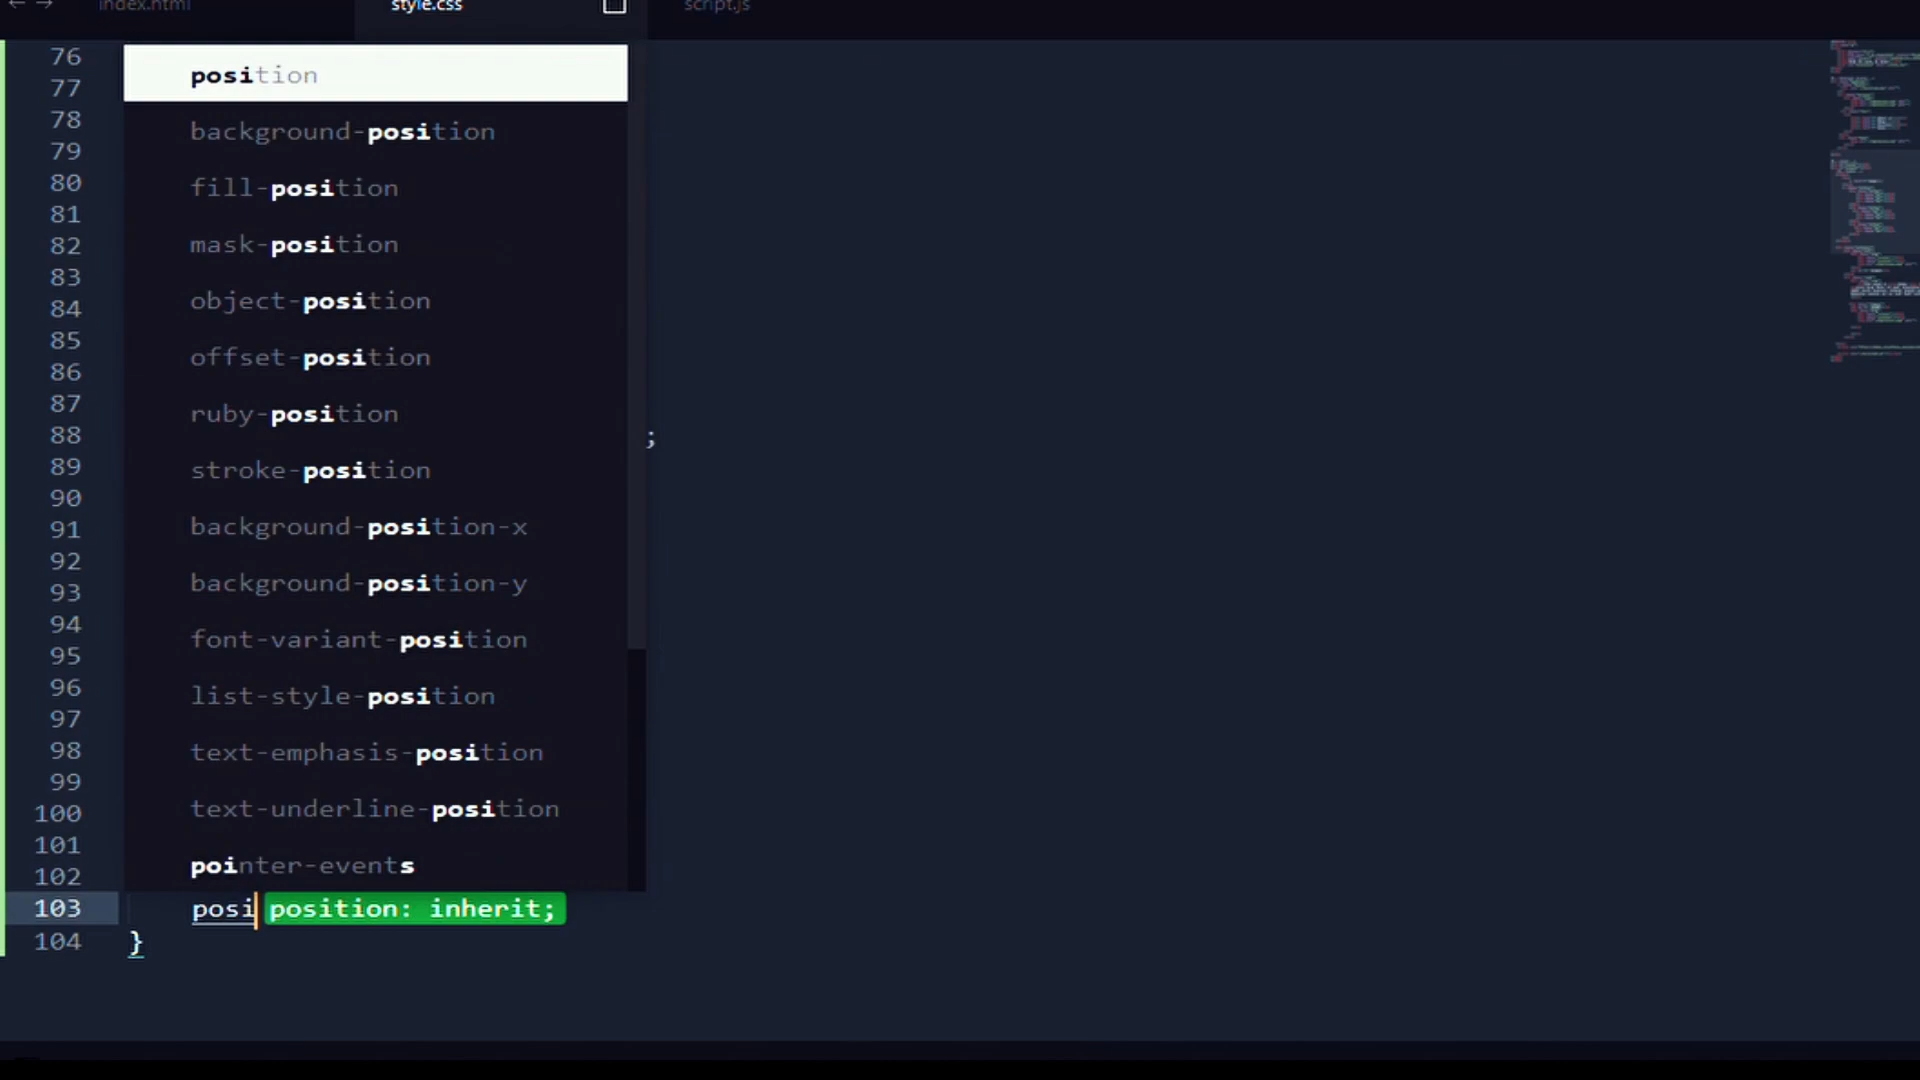 index.html style.css script.js
76
77
78
79
80
81
82
83
84
85
86
87
88 ;
89
90
91
92
93
94
95
96
97
98
99
100
101
102
position
background-position
fill-position
mask-position
object-position
offset-position
ruby-position
stroke-position
background-position-x
background-position-y
font-variant-position
list-style-position
text-emphasis-position
text-underline-position
pointer-events
103 posi position: inherit;
104 }